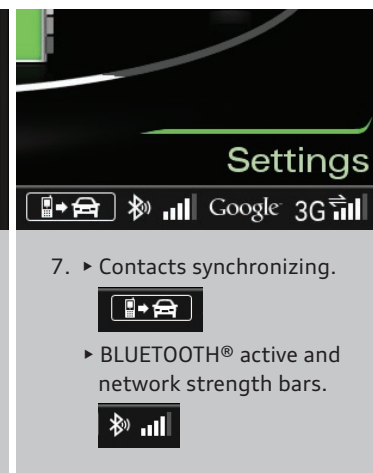 Settings
Google 3G
7. ▸ Contacts synchronizing.
▸ BLUETOOTH® active and
network strength bars.